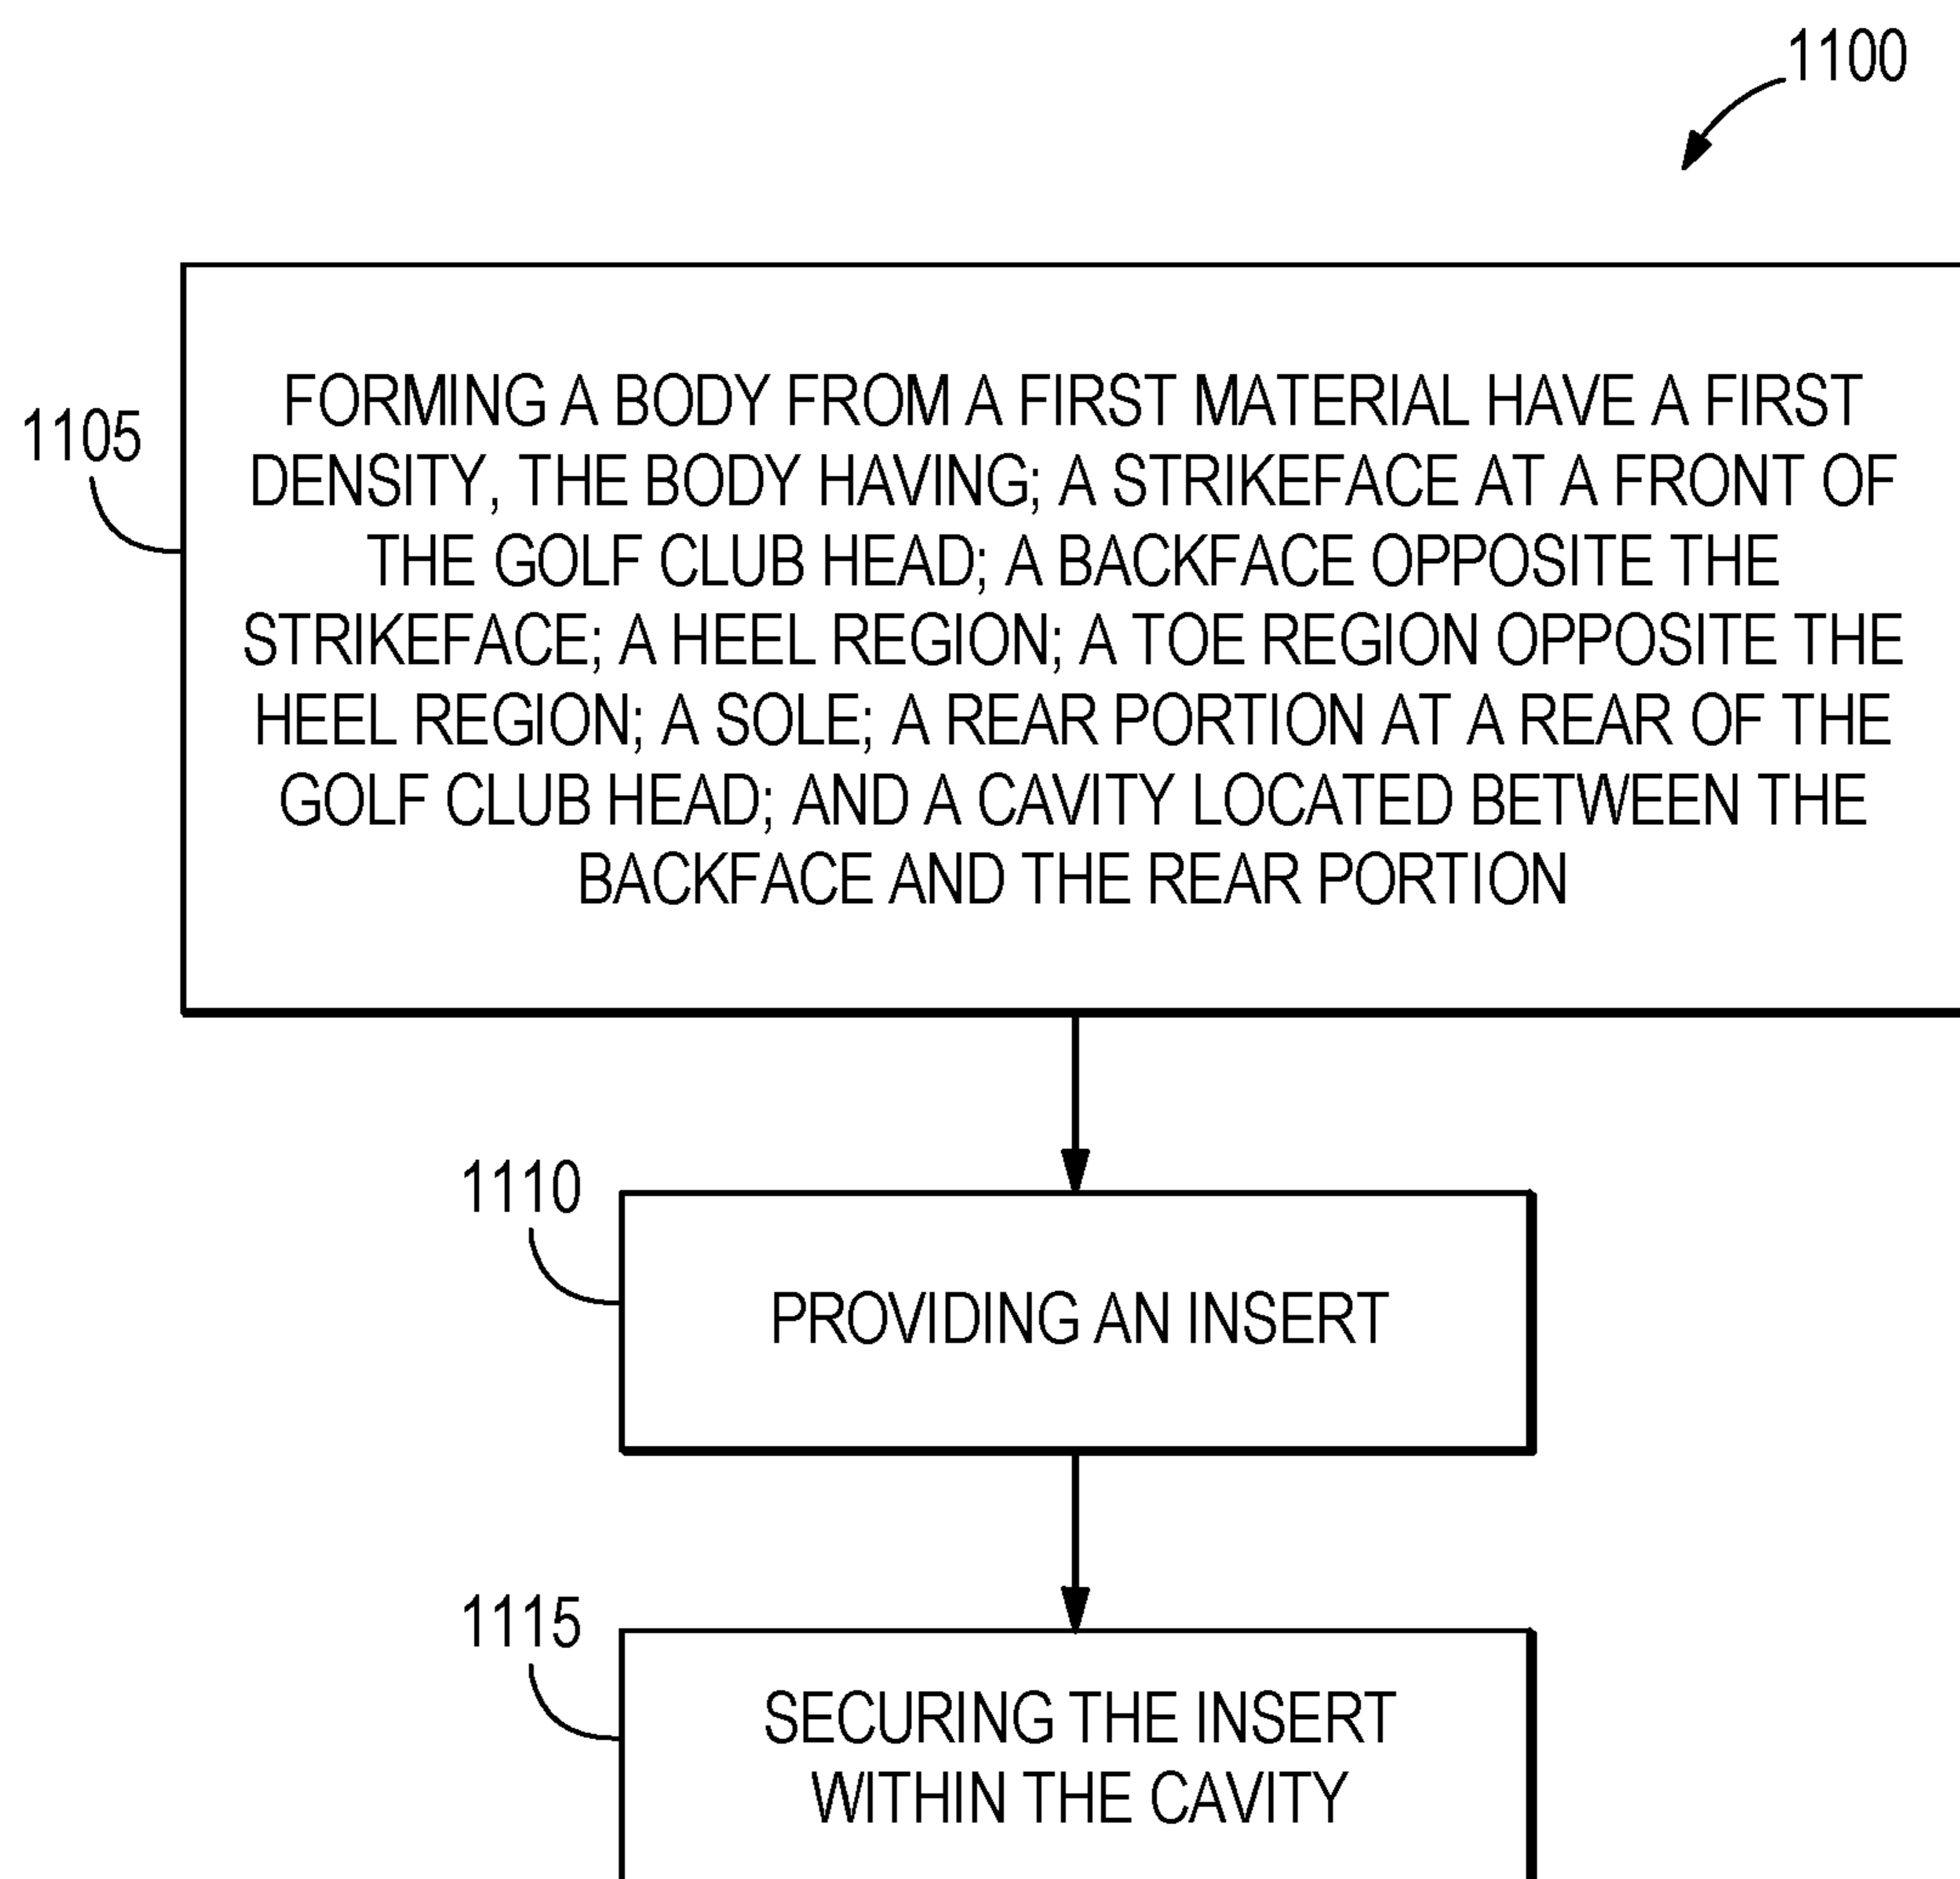 1100
1105
FORMING A BODY FROM A FIRST MATERIAL HAVE A FIRST
DENSITY, THE BODY HAVING; A STRIKEFACE AT A FRONT OF
THE GOLF CLUB HEAD; A BACKFACE OPPOSITE THE
STRIKEFACE; A HEEL REGION; A TOE REGION OPPOSITE THE
HEEL REGION; A SOLE; A REAR PORTION AT A REAR OF THE
GOLF CLUB HEAD; AND A CAVITY LOCATED BETWEEN THE
BACKFACE AND THE REAR PORTION
1110
PROVIDING AN INSERT
1115
SECURING THE INSERT
WITHIN THE CAVITY